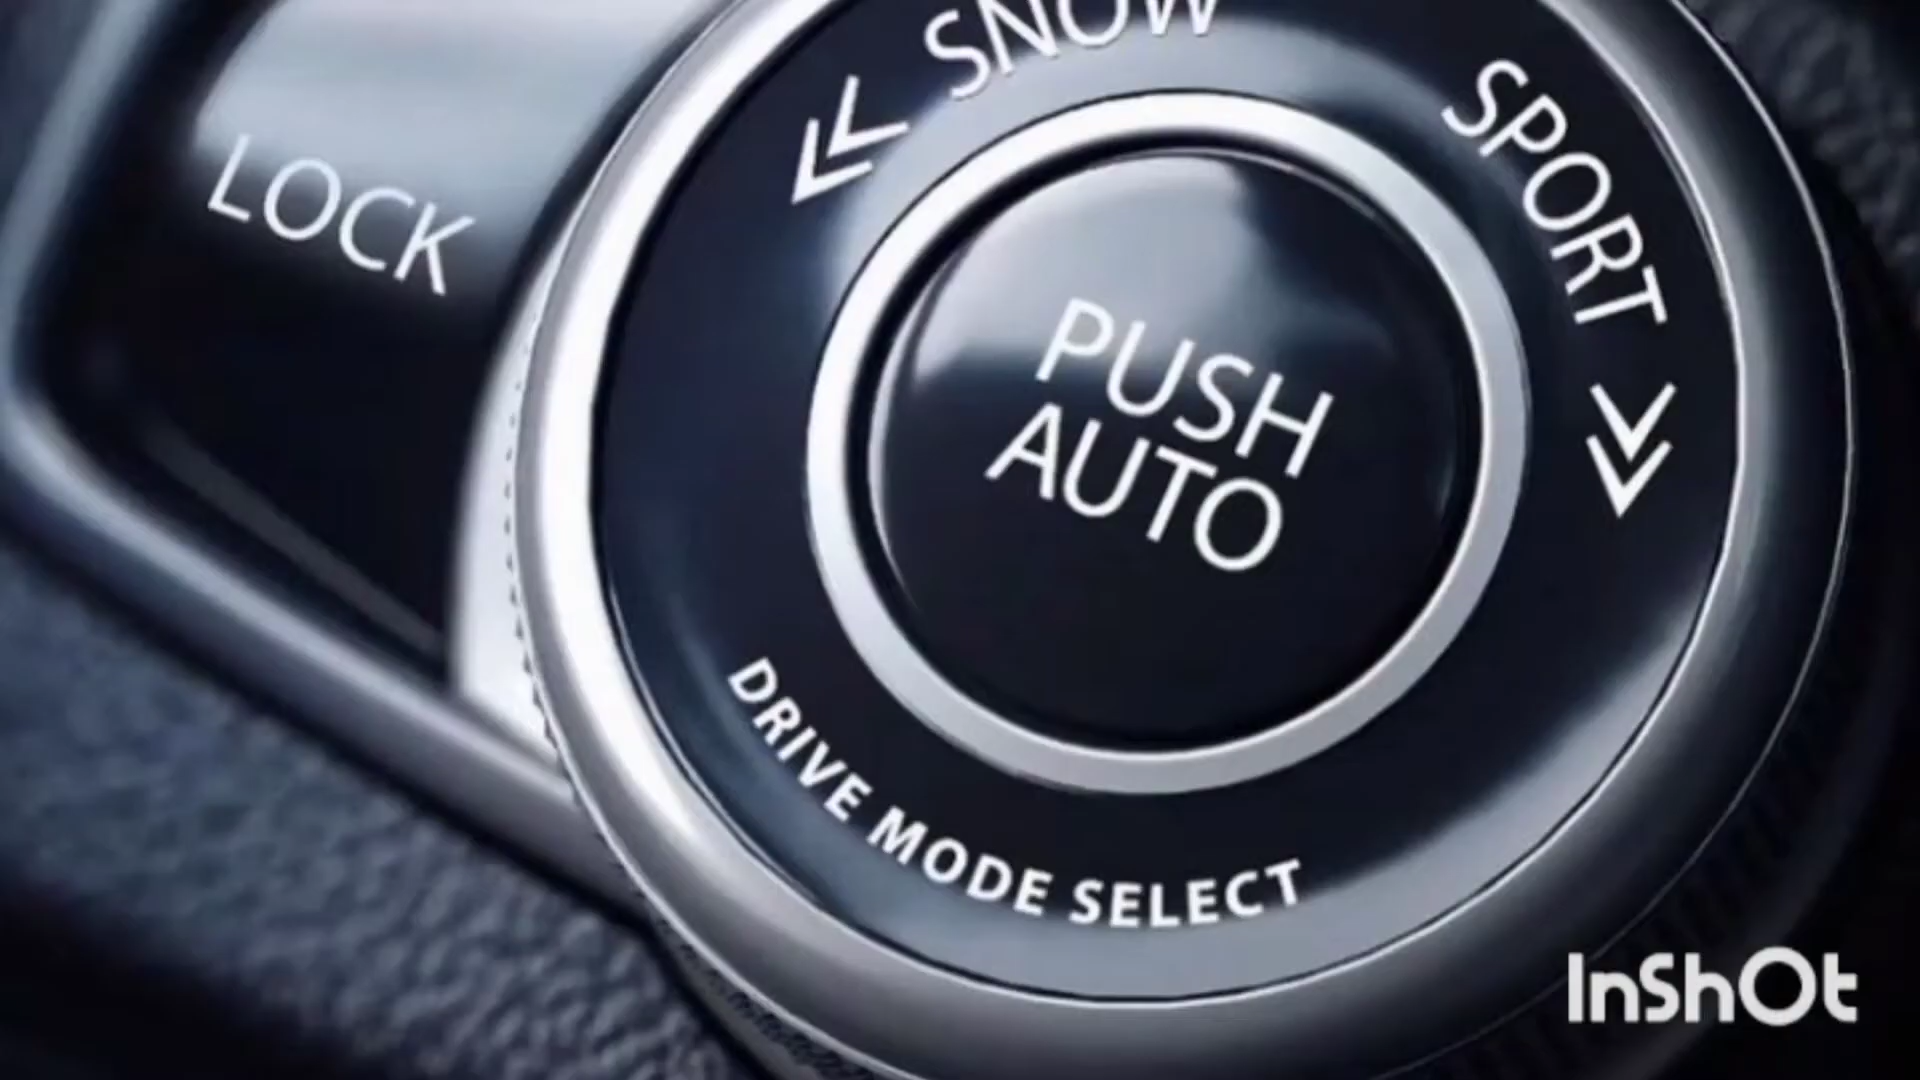 SNOW
SPORT
LOCK
PUSH
AUTO
DRIVE MODE SELECT
InShOt